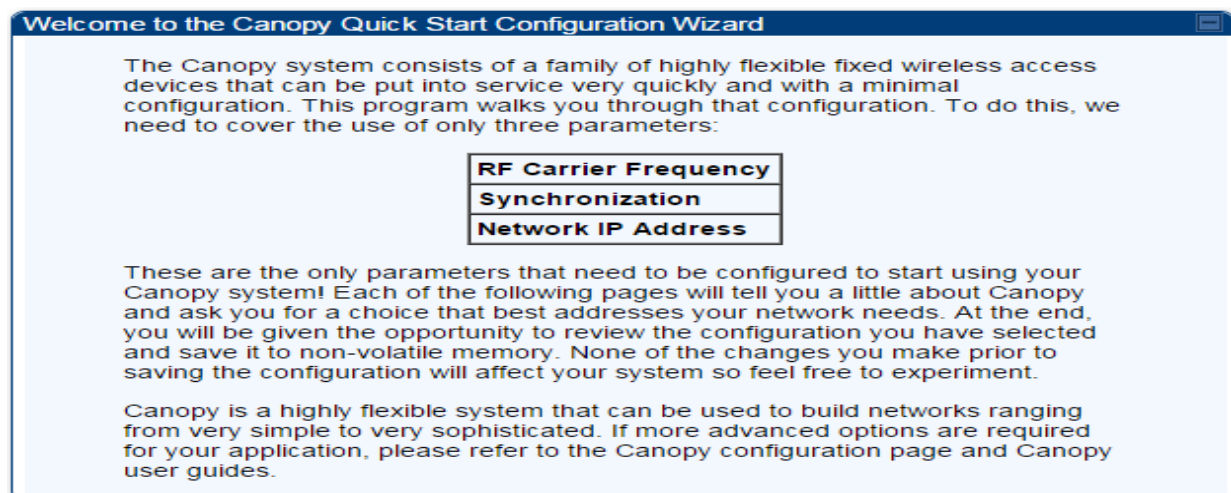 Welcome to the Canopy Quick Start Configuration Wizard
The Canopy system consists of a family of highly flexible fixed wireless access
devices that can be put into service very quickly and with a minimal
configuration. This program walks you through that configuration. To do this, we
need to cover the use of only three parameters:
RF Carrier Frequency
Synchronization
Network IP Address
These are the only parameters that need to be configured to start using your
Canopy system! Each of the following pages will tell you a little about Canopy
and ask you for a choice that best addresses your network needs. At the end,
you will be given the opportunity to review the configuration you have selected
and save it to non-volatile memory. None of the changes you make prior to
saving the configuration will affect your system so feel free to experiment.
Canopy is a highly flexible system that can be used to build networks ranging
from very simple to very sophisticated. If more advanced options are required
for your application, please refer to the Canopy configuration page and Canopy
user guides.